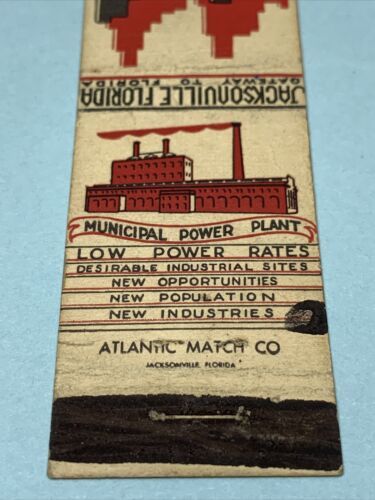 JACKSONVILLE FLORIDA
GATEWAY TO FLORIDA
MUNICIPAL POWER PLANT
LOW POWER RATES
DESIRABLE INDUSTRIAL SITES
NEW OPPORTUNITIES
NEW POPULATION
NEW INDUSTRIES
ATLANTIC MATCH CO
JACKSONVILLE, FLORIDA